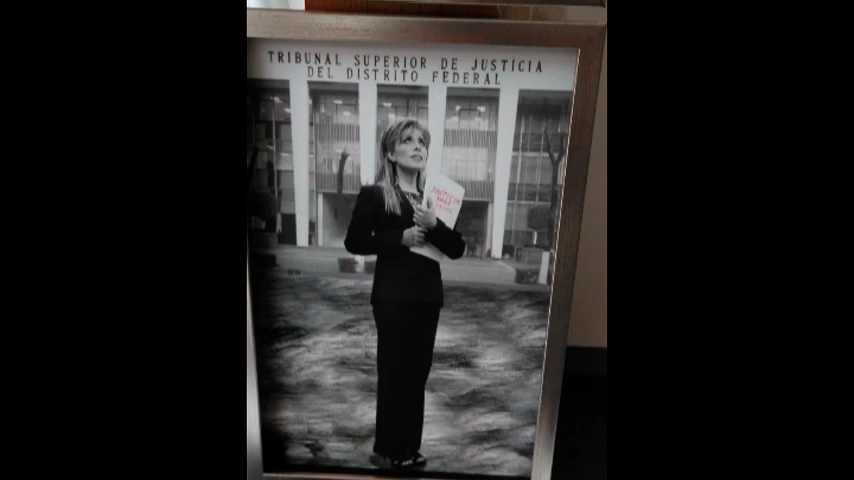 TRIBUNAL SUPERIOR DE JUSTICIA
DEL DISTRITO FEDERAL